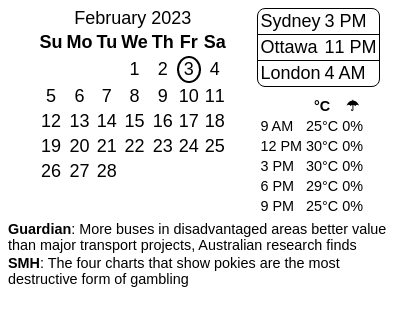 February 2023
Su Mo Tu We Th Fr Sa
1 2 3 4
5 6 7 8 9 10 11
12 13 14 15 16 17 18
19 20 21 22 23 24 25
26 27 28
Sydney 3 PM
Ottawa 11 PM
London 4 AM
°C ☂
9 AM 25°C 0%
12 PM 30°C 0%
3 PM 30°C 0%
6 PM 29°C 0%
9 PM 25°C 0%
Guardian: More buses in disadvantaged areas better value
than major transport projects, Australian research finds
SMH: The four charts that show pokies are the most
destructive form of gambling